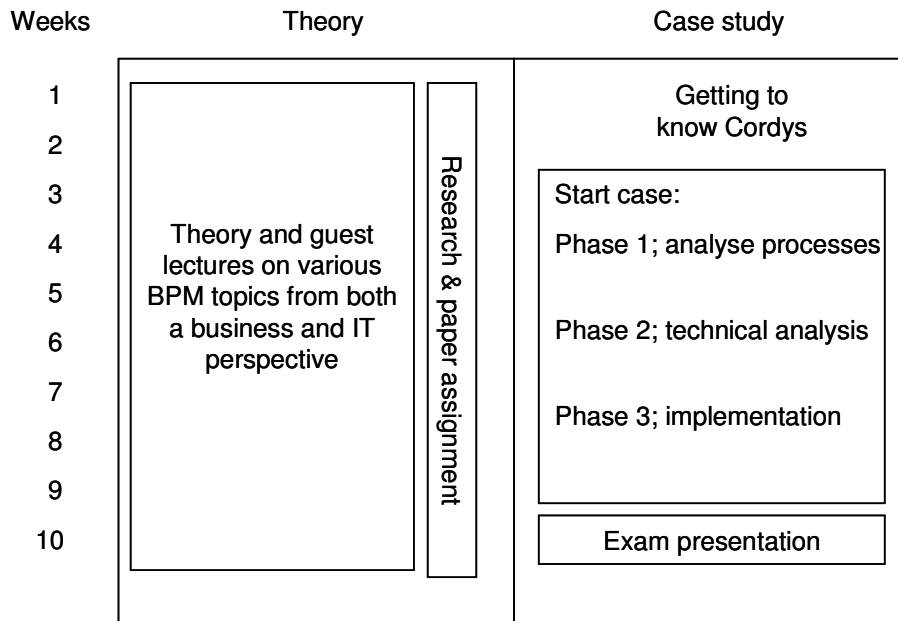 Weeks
Theory
Case study
1
2
3
4
5
6
7
8
9
10
Theory and guest
lectures on various
BPM topics from both
a business and IT
perspective
Research & paper assignment
Getting to
know Cordys
Start case:
Phase 1; analyse processes
Phase 2; technical analysis
Phase 3; implementation
Exam presentation